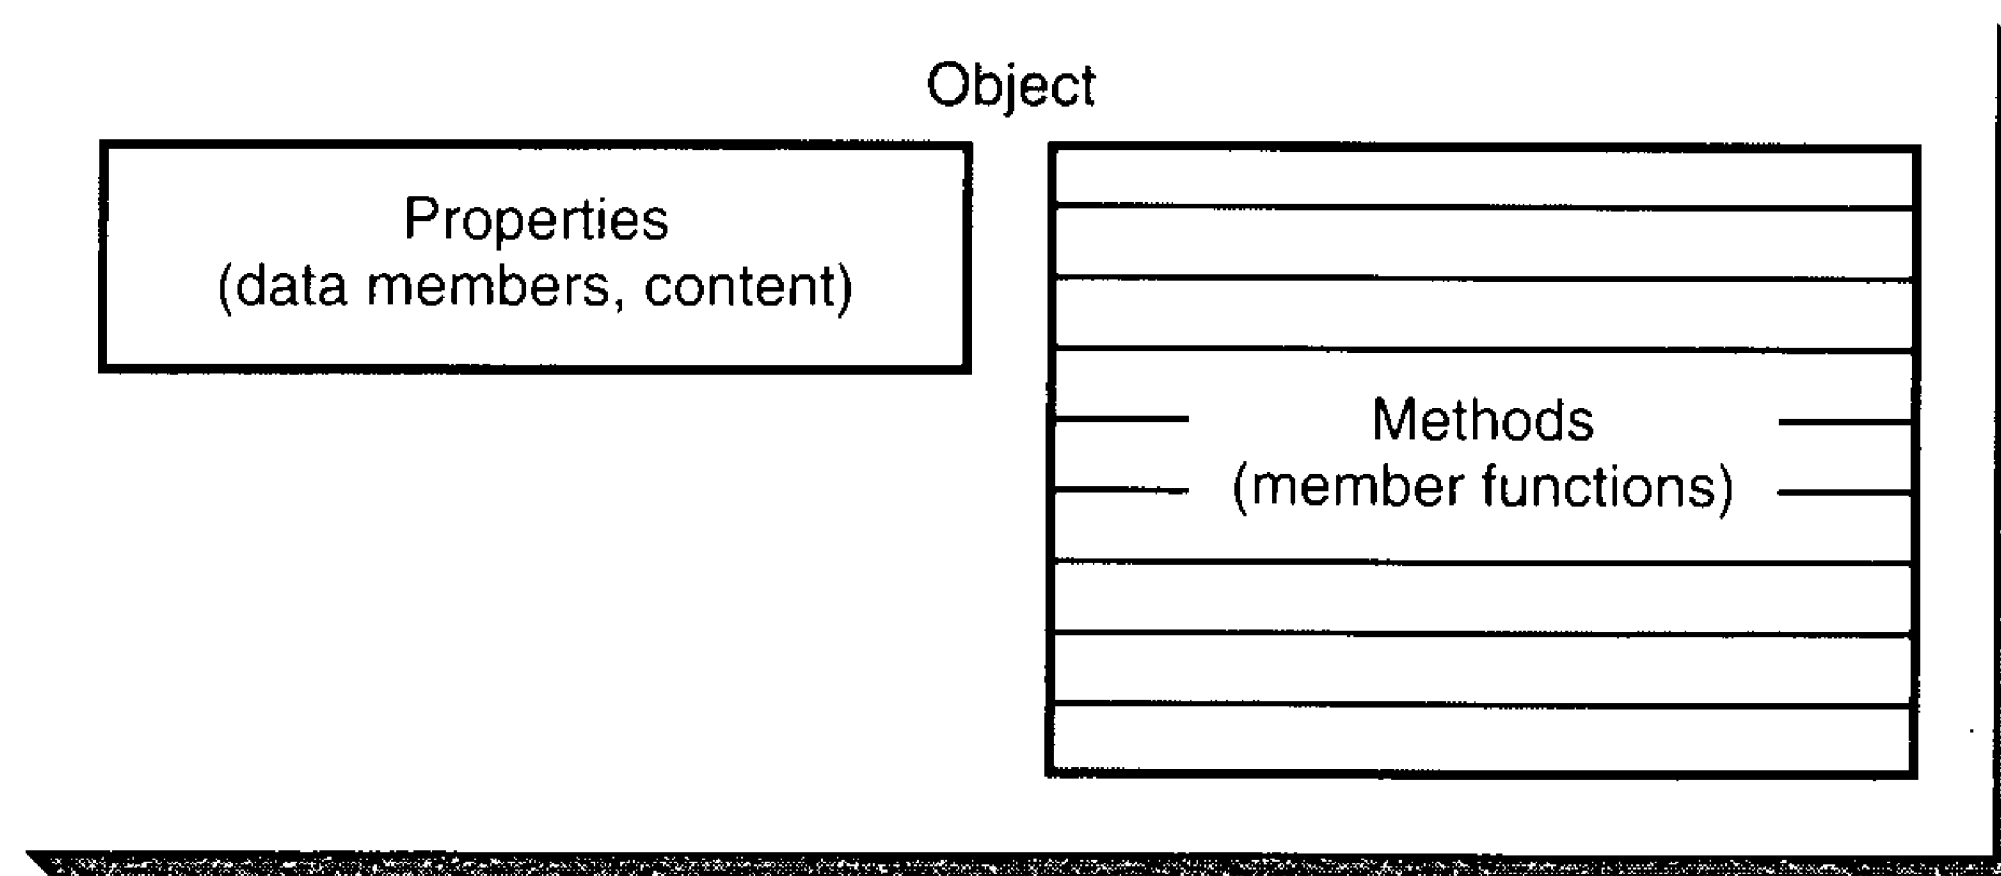 Object
Properties
(data members, content)
Methods
(member functions)